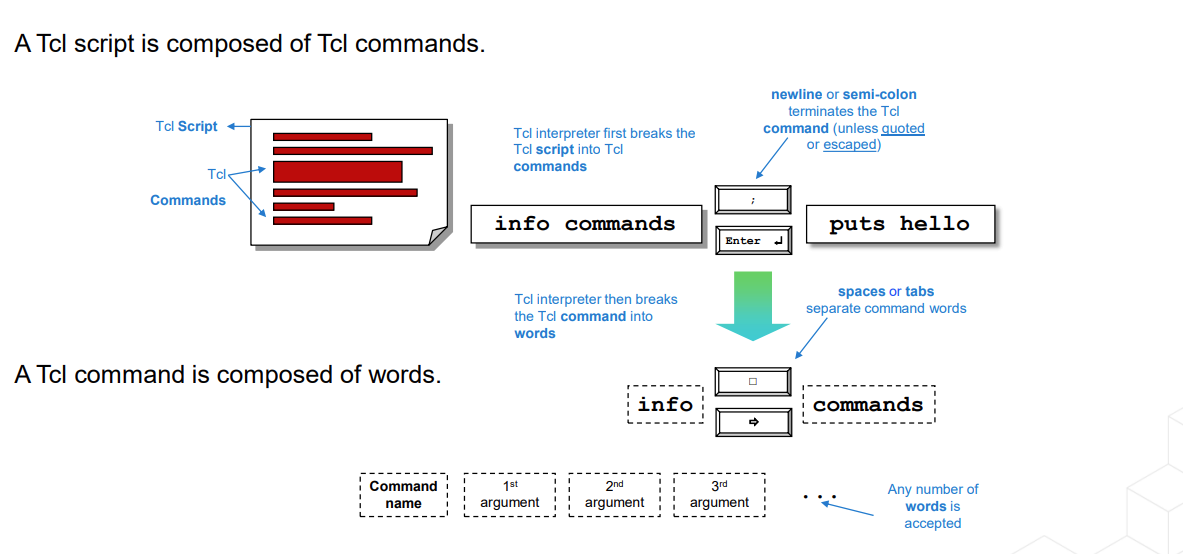 A Tcl script is composed of Tcl commands.
newline or semi-colon
terminates the Tcl
command (unless quoted
or escaped)
Tcl Script
Tcl
Commands
Tcl interpreter first breaks the
Tcl script into Tcl
commands
info commands
;
Enter ↲
puts hello
Tcl interpreter then breaks
the Tcl command into
words
spaces or tabs
separate command words
A Tcl command is composed of words.
info
□
⇨
commands
Command
name
1st
argument
2nd
argument
3rd
argument
...
Any number of
words is
accepted